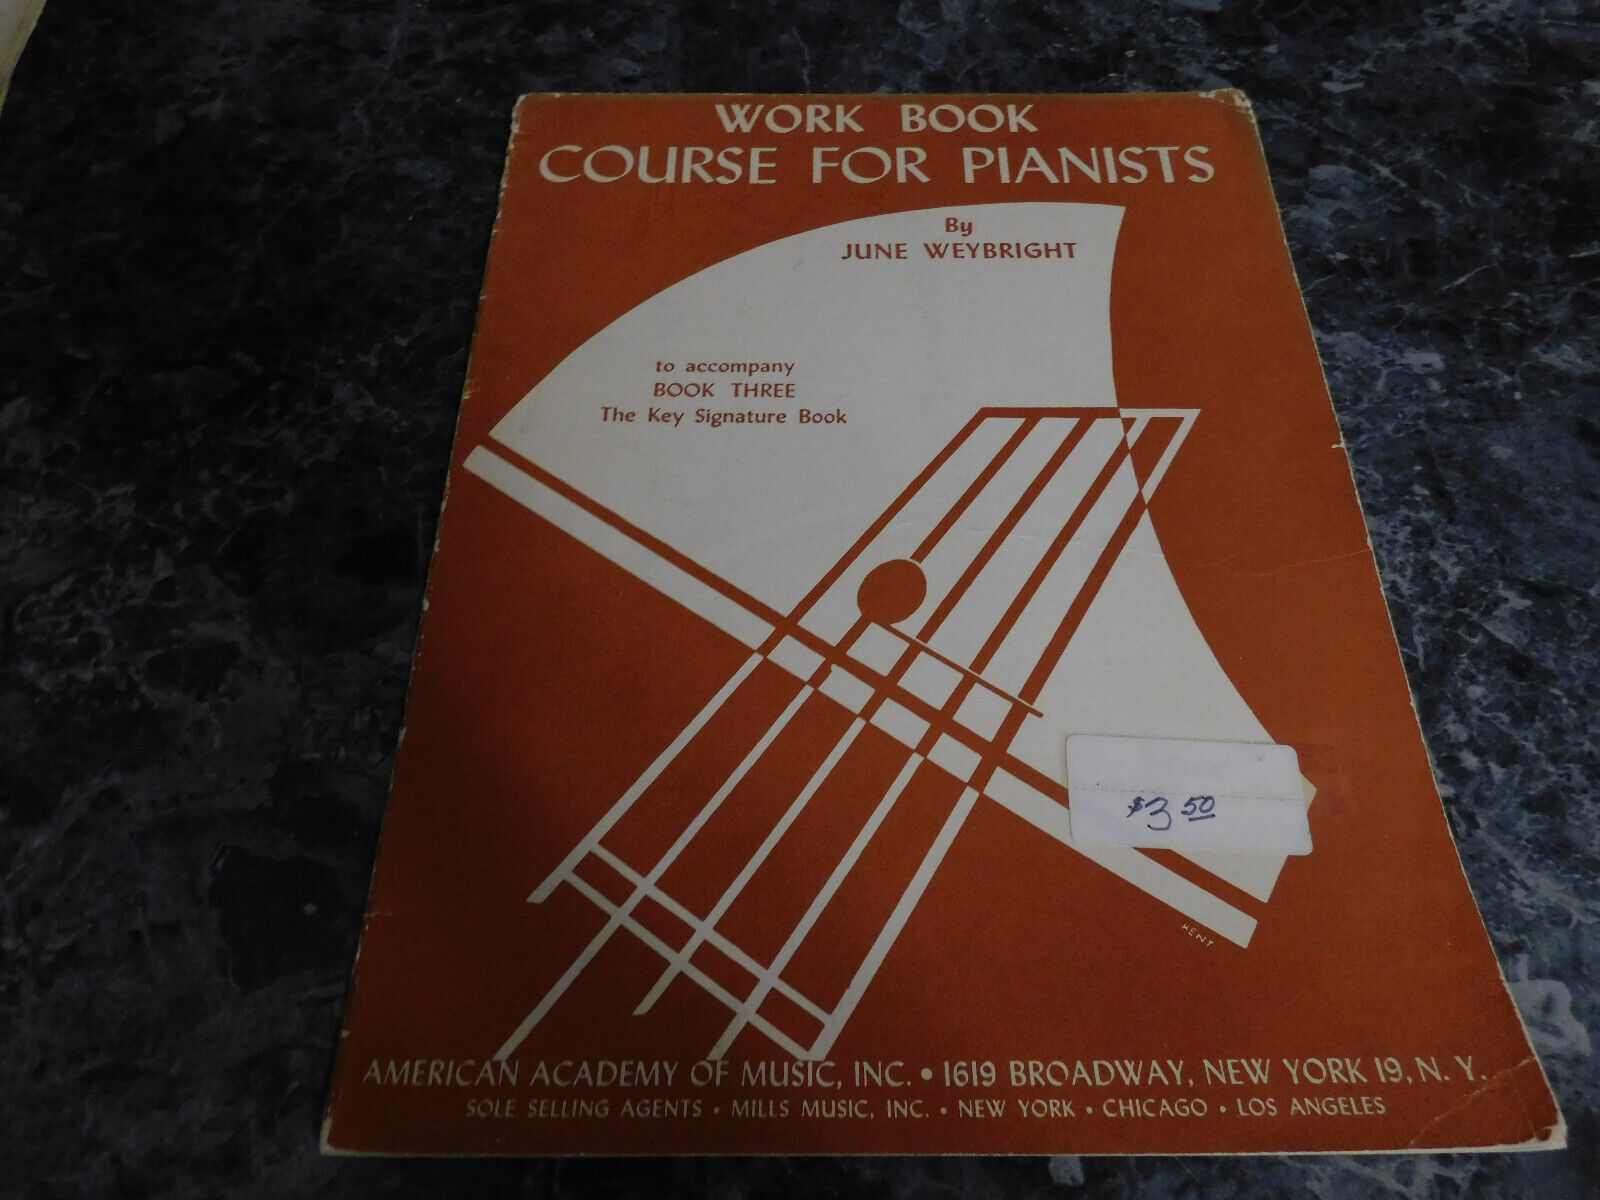 WORK BOOK
COURSE FOR PIANISTS
By
JUNE WEYBRIGHT
to accompany
BOOK THREE
The Key Signature Book
$3 50
KENT
AMERICAN ACADEMY OF MUSIC, INC. • 1619 BROADWAY, NEW YORK 19, N. Y.
SOLE SELLING AGENTS • MILLS MUSIC, INC. • NEW YORK • CHICAGO • LOS ANGELES